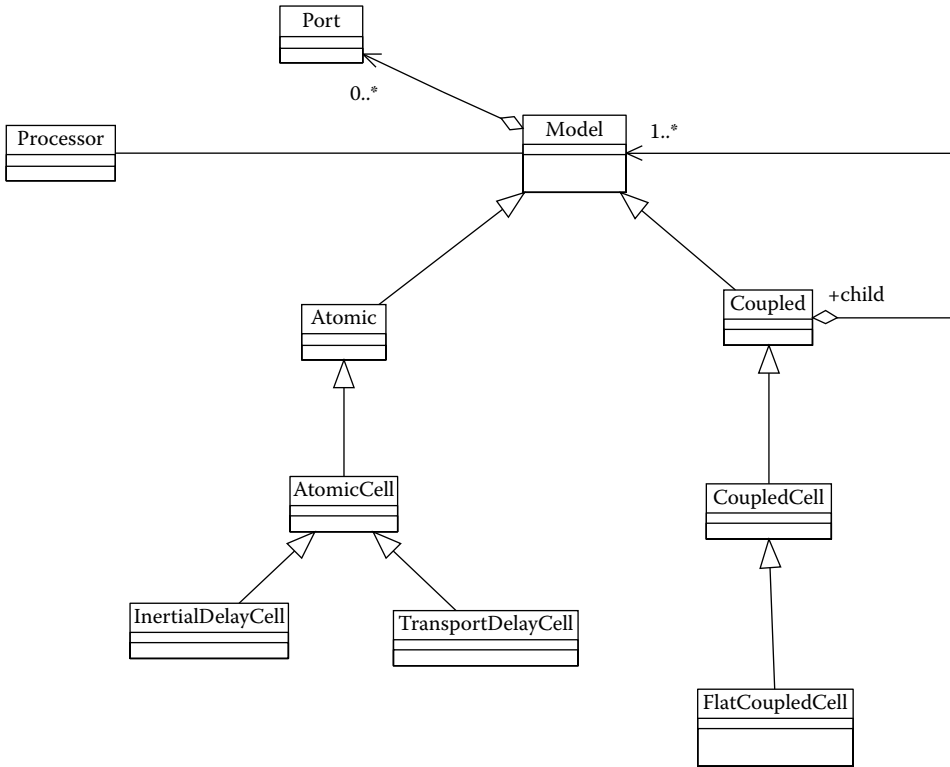 Port
0..*
Processor
Model
1..*
Atomic
Coupled
+child
AtomicCell
CoupledCell
InertialDelayCell
TransportDelayCell
FlatCoupledCell